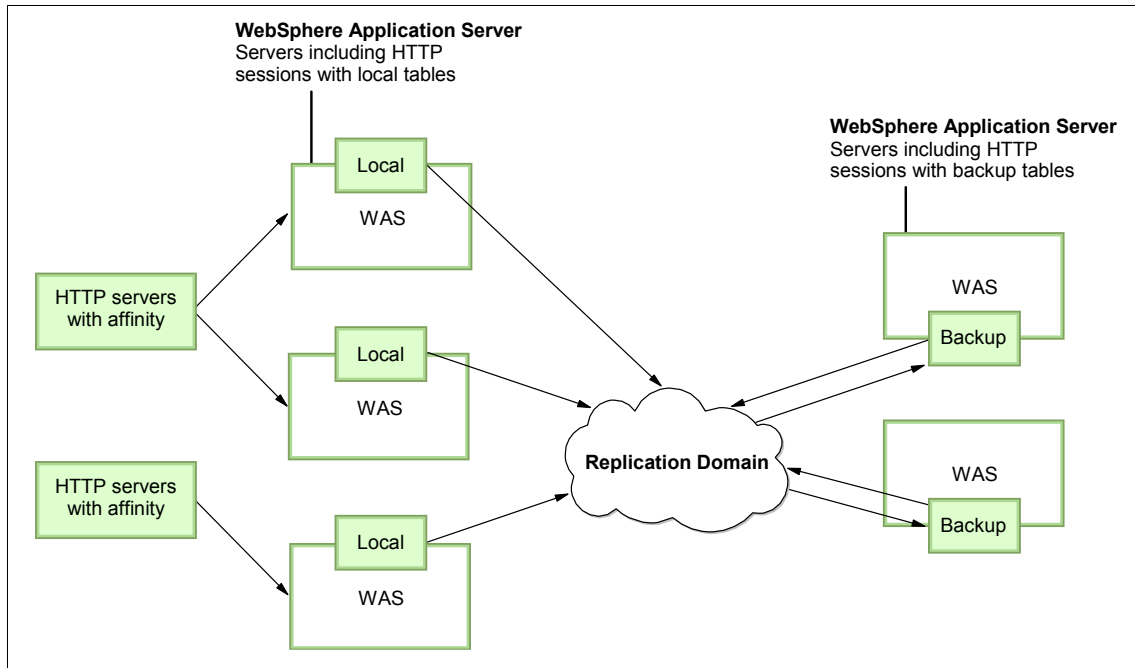 WebSphere Application Server
Servers including HTTP
sessions with local tables
WebSphere Application Server
Servers including HTTP
sessions with backup tables
Local
WAS
HTTP servers
with affinity
Local
WAS
HTTP servers
with affinity
Local
WAS
Replication Domain
WAS
Backup
WAS
Backup